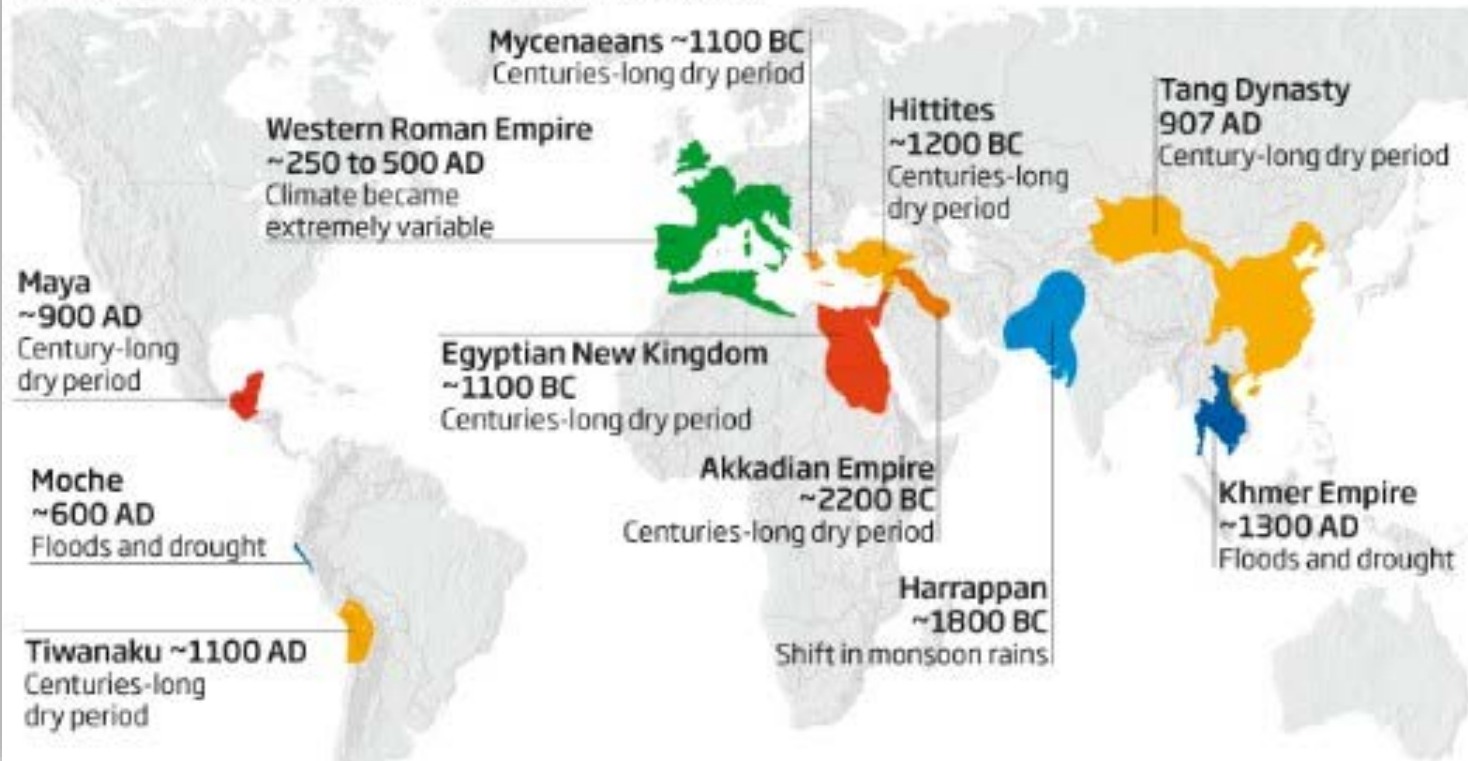 Mycenaeans ~1100 BC
Centuries-long dry period
Western Roman Empire
~250 to 500 AD
Climate became
extremely variable
Hittites
~1200 BC
Centuries-long
dry period
Tang Dynasty
907 AD
Century-long dry period
Maya
~900 AD
Century-long
dry period
Egyptian New Kingdom
~1100 BC
Centuries-long dry period
Akkadian Empire
~2200 BC
Centuries-long dry period
Khmer Empire
~1300 AD
Floods and drought
Moche
~600 AD
Floods and drought
Harrappan
~1800 BC
Shift in monsoon rains
Tiwanaku ~1100 AD
Centuries-long
dry period